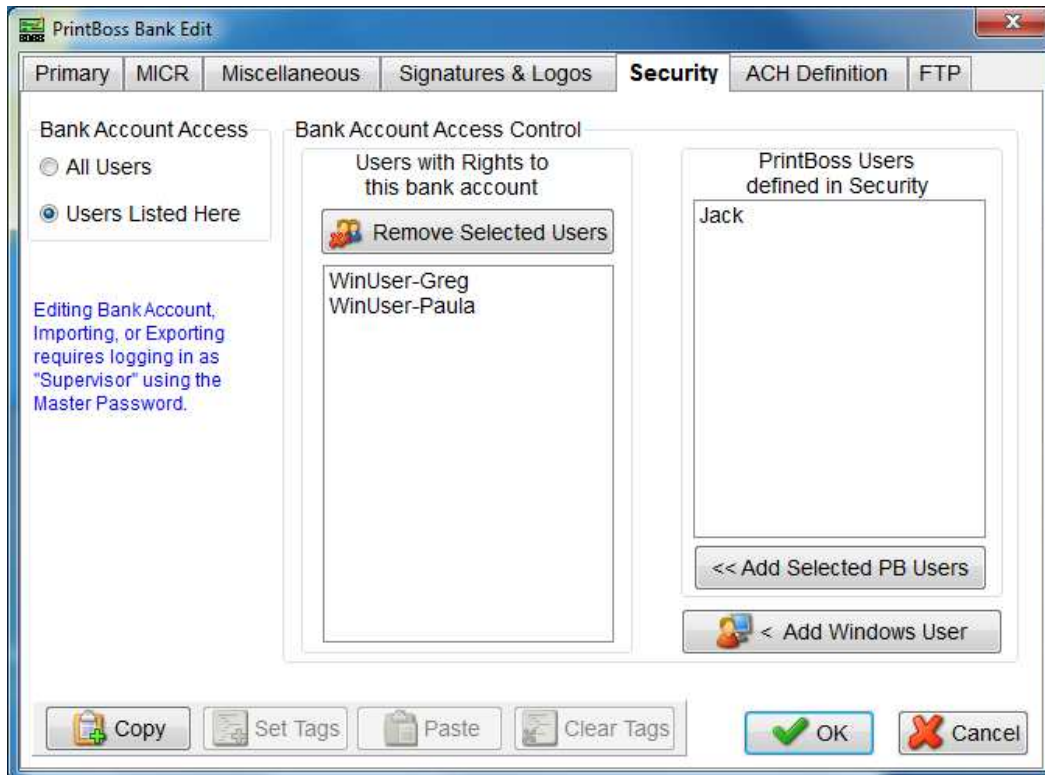 PrintBoss Bank Edit
Primary
MICR
Miscellaneous
Signatures & Logos
Security
ACH Definition
FTP
Bank Account Access
All Users
Users Listed Here
Editing Bank Account,
Importing, or Exporting
requires logging in as
"Supervisor" using the
Master Password.
Bank Account Access Control
Users with Rights to
this bank account
Remove Selected Users
WinUser-Greg
WinUser-Paula
PrintBoss Users
defined in Security
Jack
<< Add Selected PB Users
< Add Windows User
Copy
Set Tags
Paste
Clear Tags
OK
Cancel